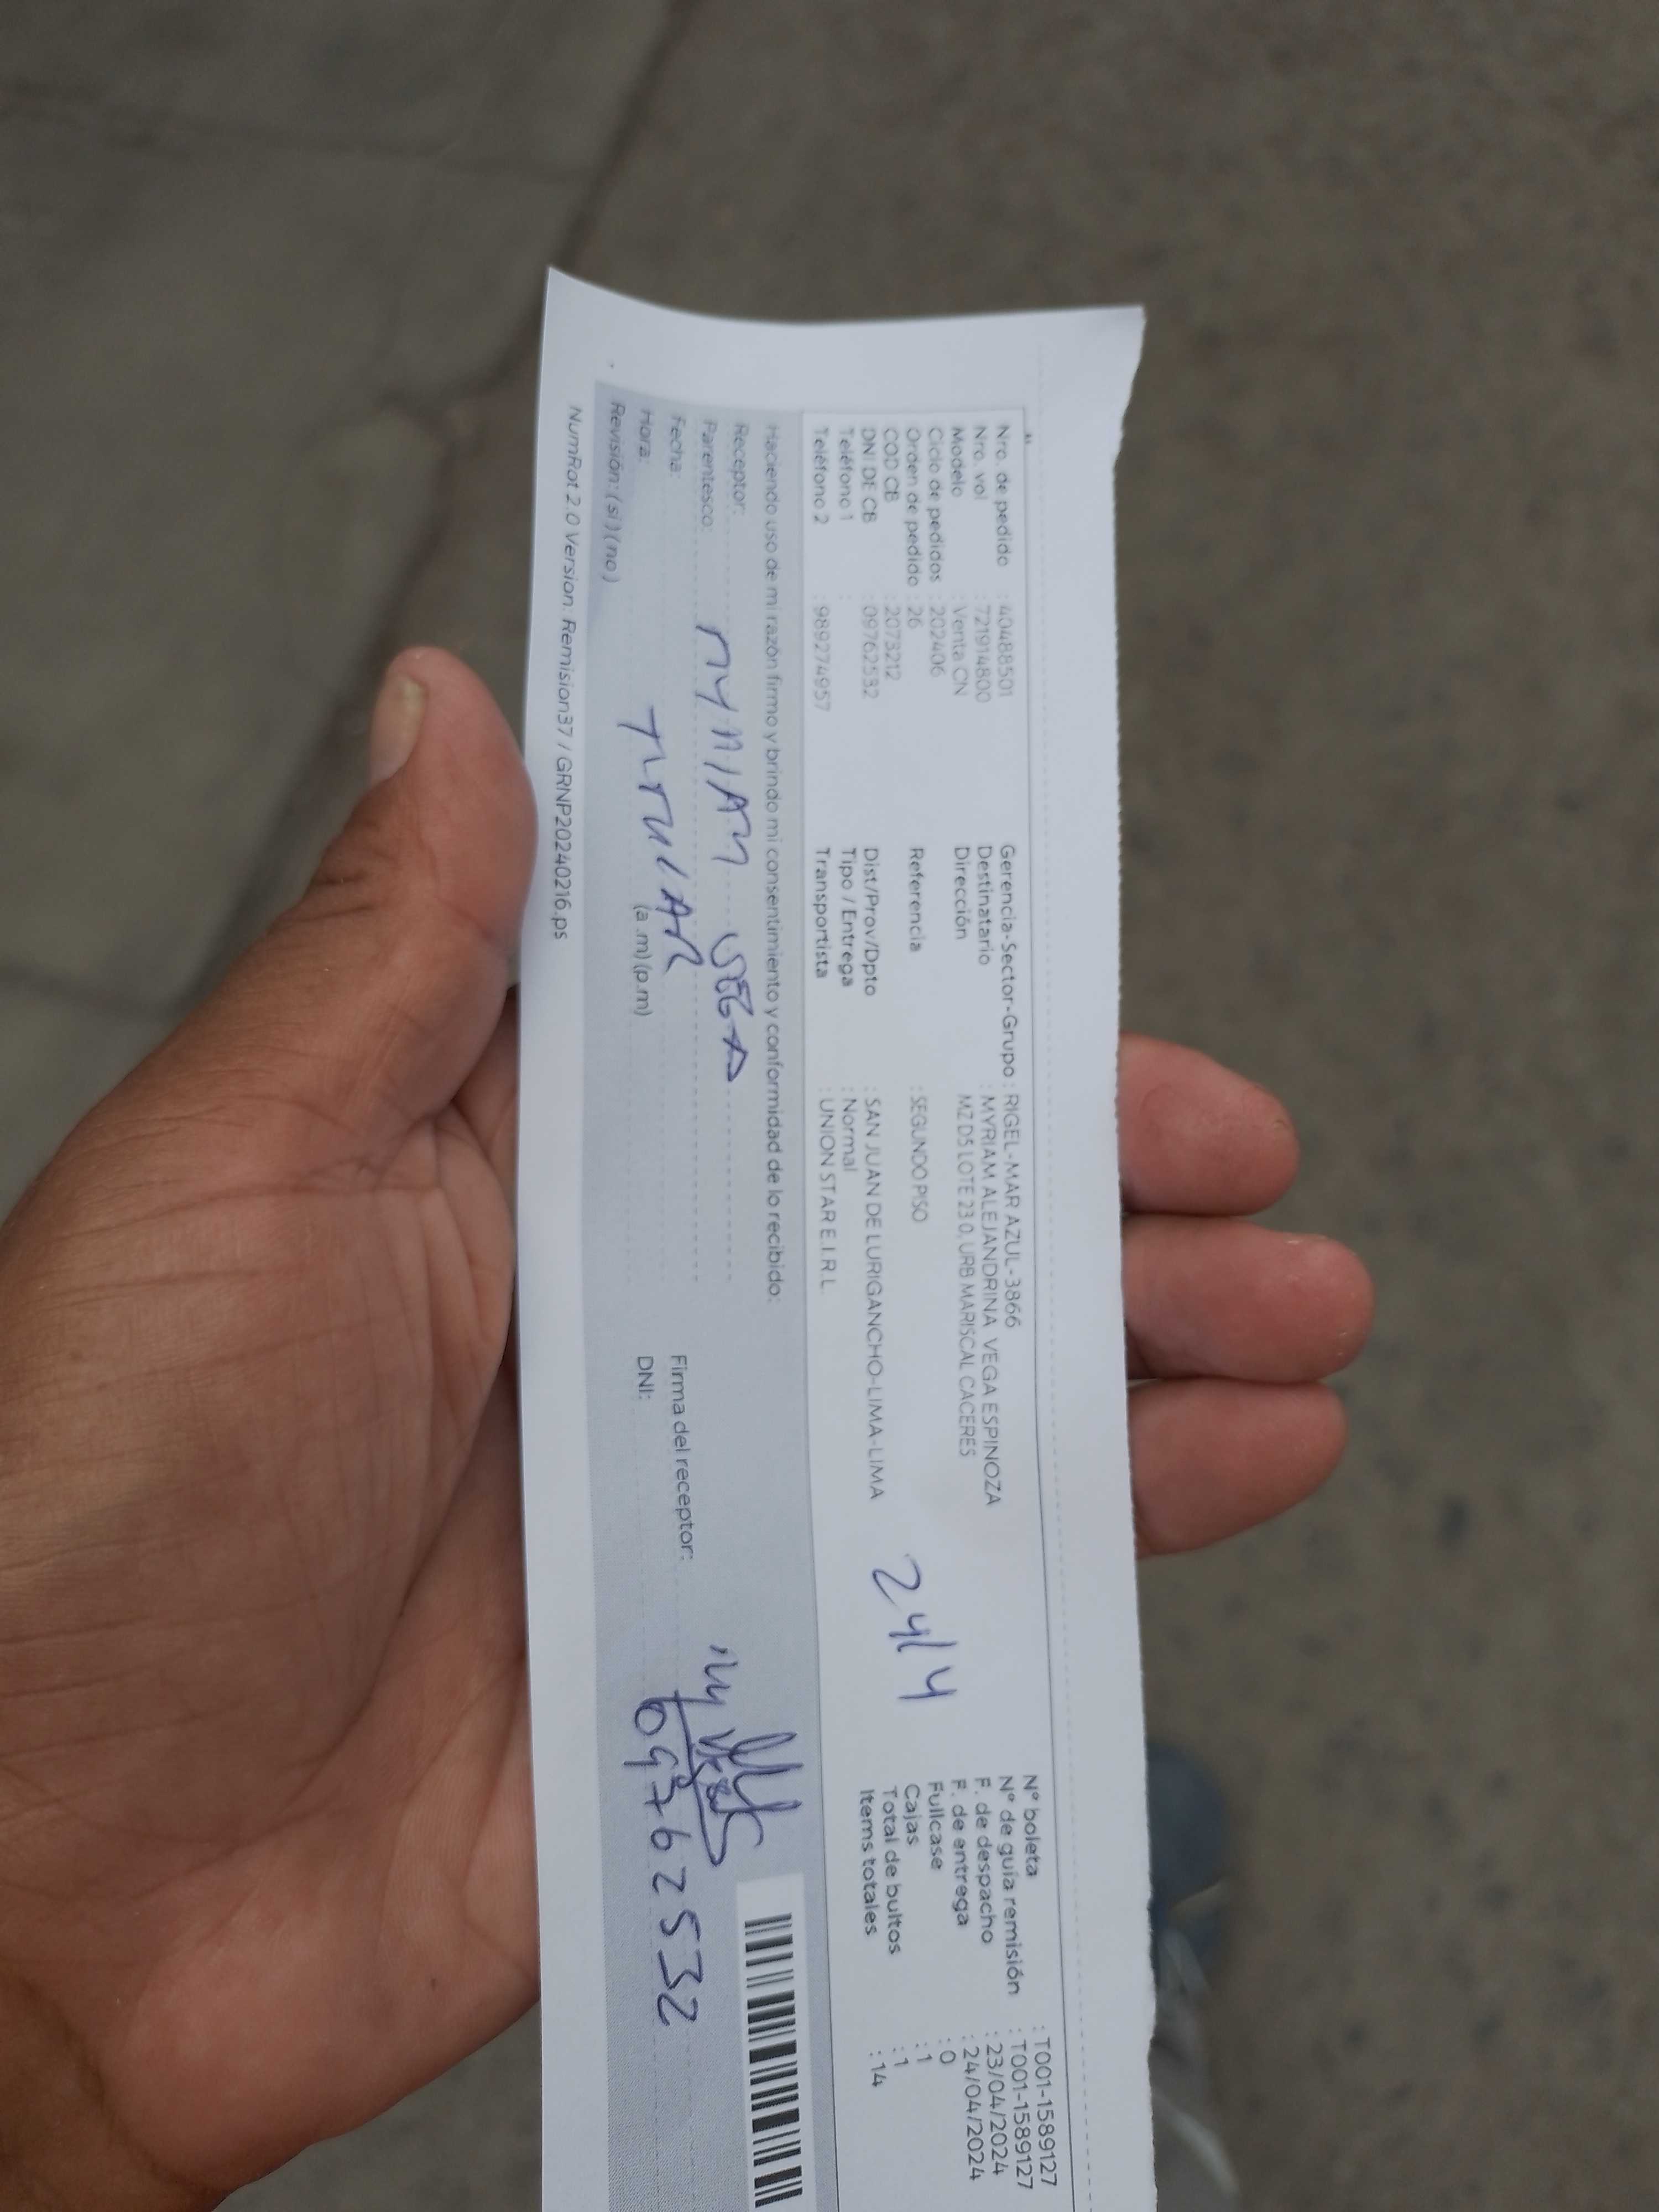 Nro. de pedido : 40488501
Nro. vol : 721914800
Modelo : Venta CN
Ciclo de pedidos : 202406
Orden de pedido : 26
COD CB : 2073212
DNI DE CB : 09762532
Teléfono 1 :
Teléfono 2 : 989274957
Gerencia-Sector-Grupo : RIGEL-MAR AZUL-3866
Destinatario : MYRIAM ALEJANDRINA VEGA ESPINOZA
Dirección MZ D5 LOTE 23 0, URB MARISCAL CACERES
Referencia : SEGUNDO PISO
Dist/Prov/Dpto : SAN JUAN DE LURIGANCHO-LIMA-LIMA
Tipo / Entrega : Normal
Transportista : UNION STAR E.I.R.L
24/4
N° boleta : T001-1589127
N° de guía remisión : T001-1589127
F. de despacho : 23/04/2024
F. de entrega : 24/04/2024
Fullcase : 0
Cajas : 1
Total de bultos : 1
Items totales : 14
Haciendo uso de mi razón firmo y brindo mi consentimiento y conformidad de lo recibido:
Receptor: MYRIAM VEGA
Parentesco: TITULAR
Fecha:
Hora: (a .m) (p.m)
Revisión: ( si ) ( no )
Firma del receptor:
DNI: 09762532
NumRot 2.0 Version: Remision37 / GRNP20240216.ps